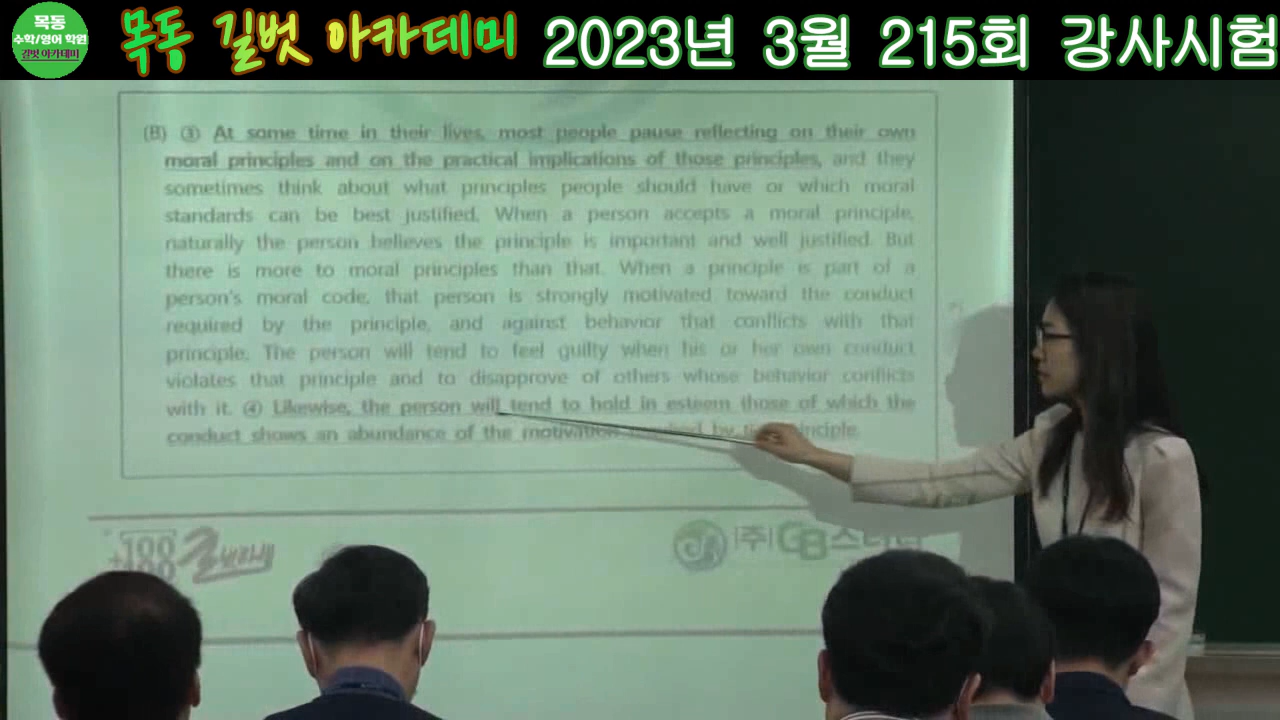 목동
수학/영어 학원
길벗 아카데미
목동 길벗 아카데미 2023년 3월 215회 강사시험
(B) ③ At some time in their lives, most people pause reflecting on their own
moral principles and on the practical implications of those principles, and they
sometimes think about what principles people should have or which moral
standards can be best justified. When a person accepts a moral principle,
naturally the person believes the principle is important and well justified. But
there is more to moral principles than that. When a principle is part of a
person's moral code, that person is strongly motivated toward the conduct
required by the principle, and against behavior that conflicts with that
principle. The person will tend to feel guilty when his or her own conduct
violates that principle and to disapprove of others whose behavior conflicts
with it. ④ Likewise, the person will tend to hold in esteem those of which the
conduct shows an abundance of the motivation by principle.
+188
(주) GB스터디